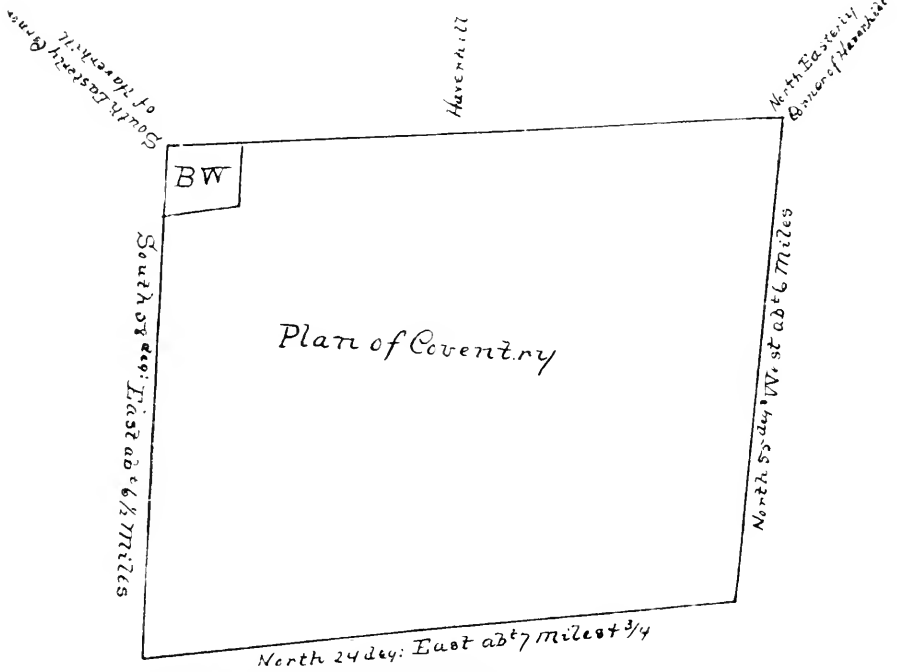 South Easterly Corner
of Haverhill
Haverhill
North Easterly
Corner of Haverhill
BW
Plan of Coventry
South 58 deg: East abt 6 1/2 Miles
North 55 deg: West abt 6 Miles
North 24 deg: East abt 7 Miles & 3/4